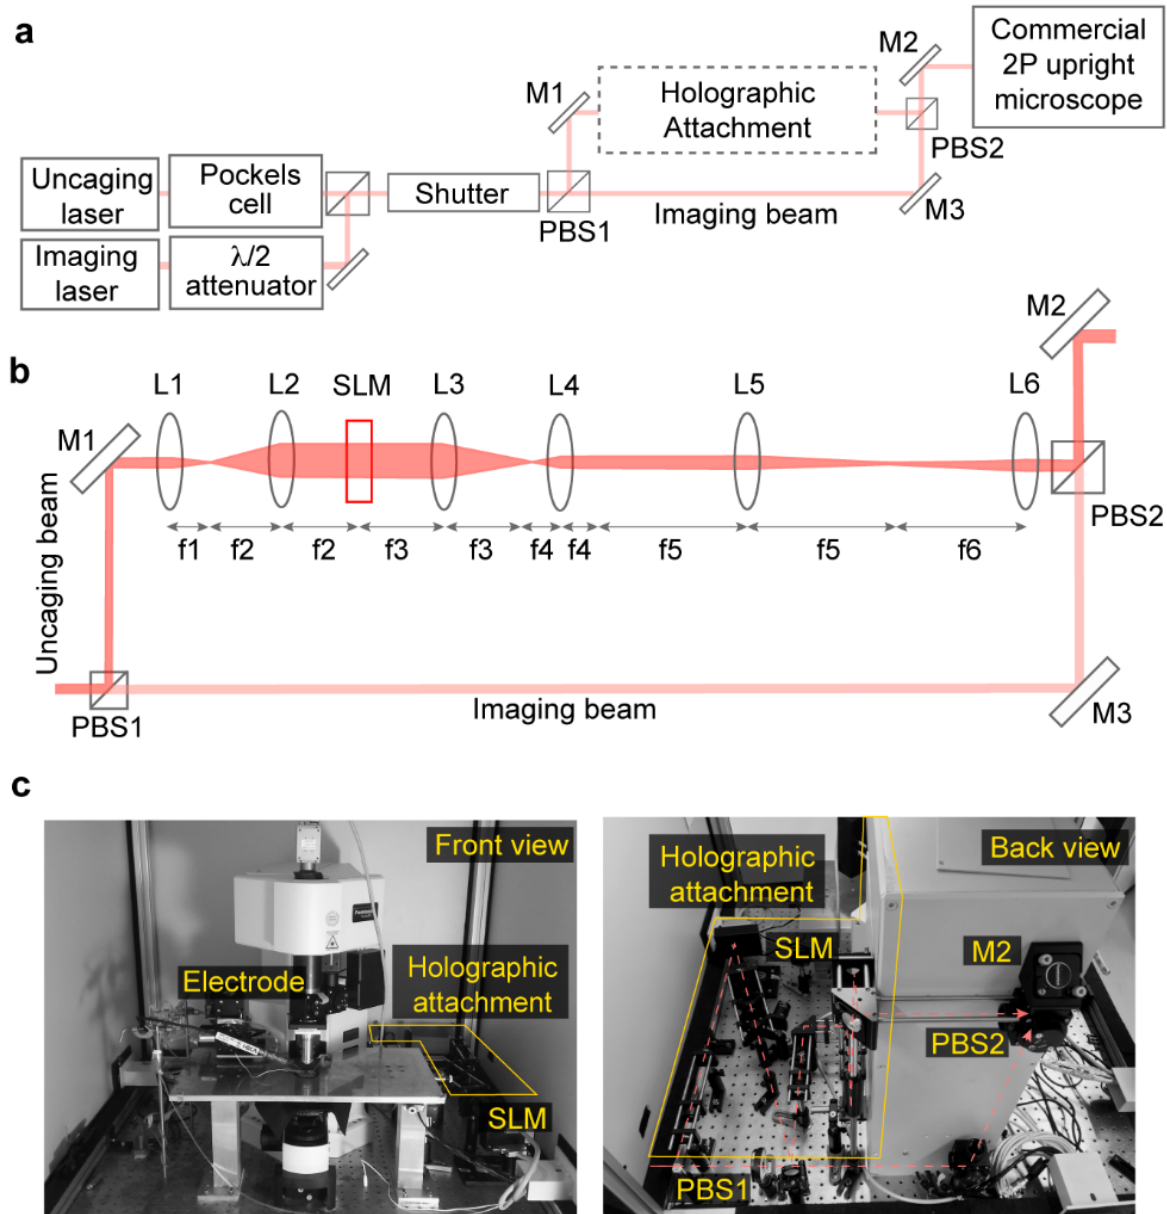 a
Uncaging
laser
Pockels
cell
Imaging
laser
λ/2
attenuator
Shutter
PBS1
M1
Holographic
Attachment
Imaging beam
M2
PBS2
M3
Commercial
2P upright
microscope
b
M1
L1
L2
SLM
L3
L4
L5
L6
M2
f1
f2
f2
f3
f3
f4
f4
f5
f5
f6
PBS2
Uncaging beam
PBS1
Imaging beam
M3
c
Front view
Electrode
Holographic
attachment
SLM
Back view
Holographic
attachment
SLM
M2
PBS2
PBS1